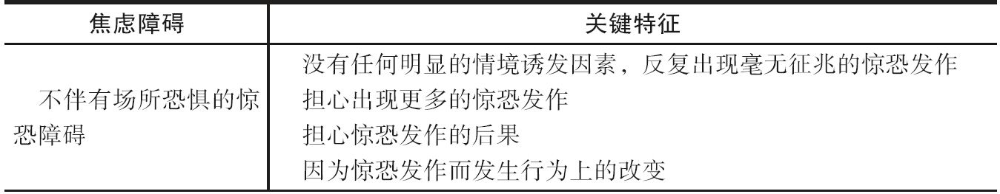 焦虑障碍 关键特征
没有任何明显的情境诱发因素，反复出现毫无征兆的惊恐发作
不伴有场所恐惧的惊
恐障碍
担心出现更多的惊恐发作
担心惊恐发作的后果
因为惊恐发作而发生行为上的改变